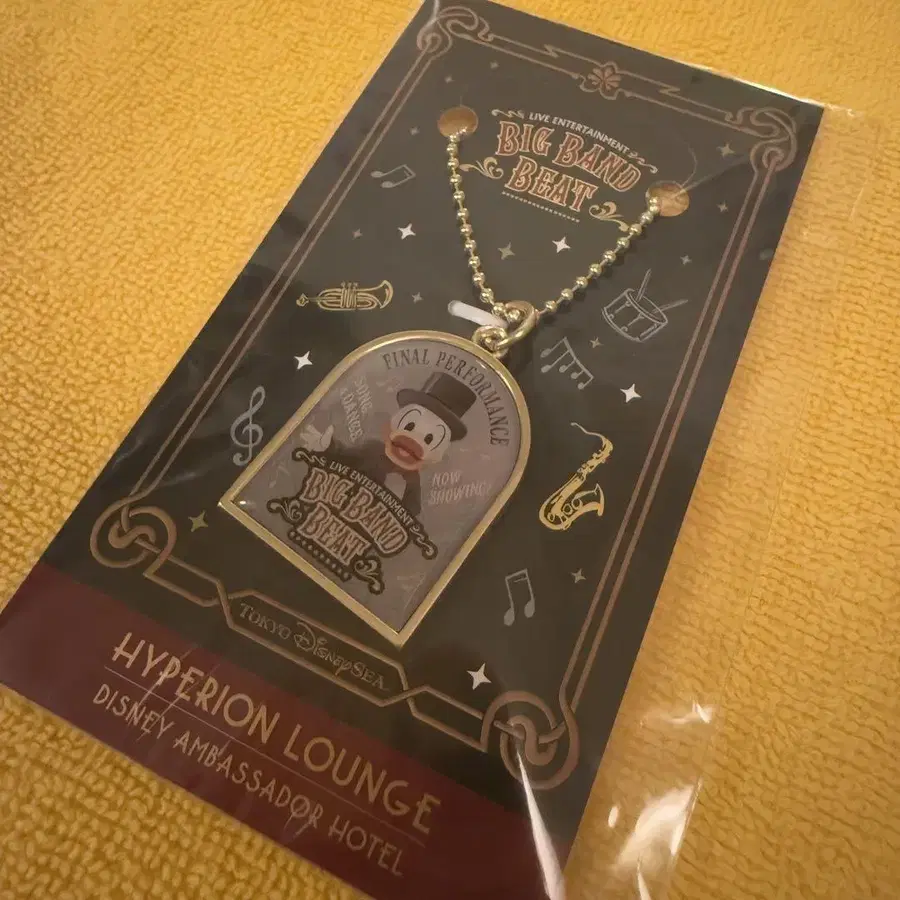 LIVE ENTERTAINMENT
BIG BAND
BEAT
FINAL PERFORMANCE
SONG
& DANCE
NOW
SHOWING!
LIVE ENTERTAINMENT
BIG BAND
BEAT
TOKYO DISNEYSEA
HYPERION LOUNGE
DISNEY AMBASSADOR HOTEL